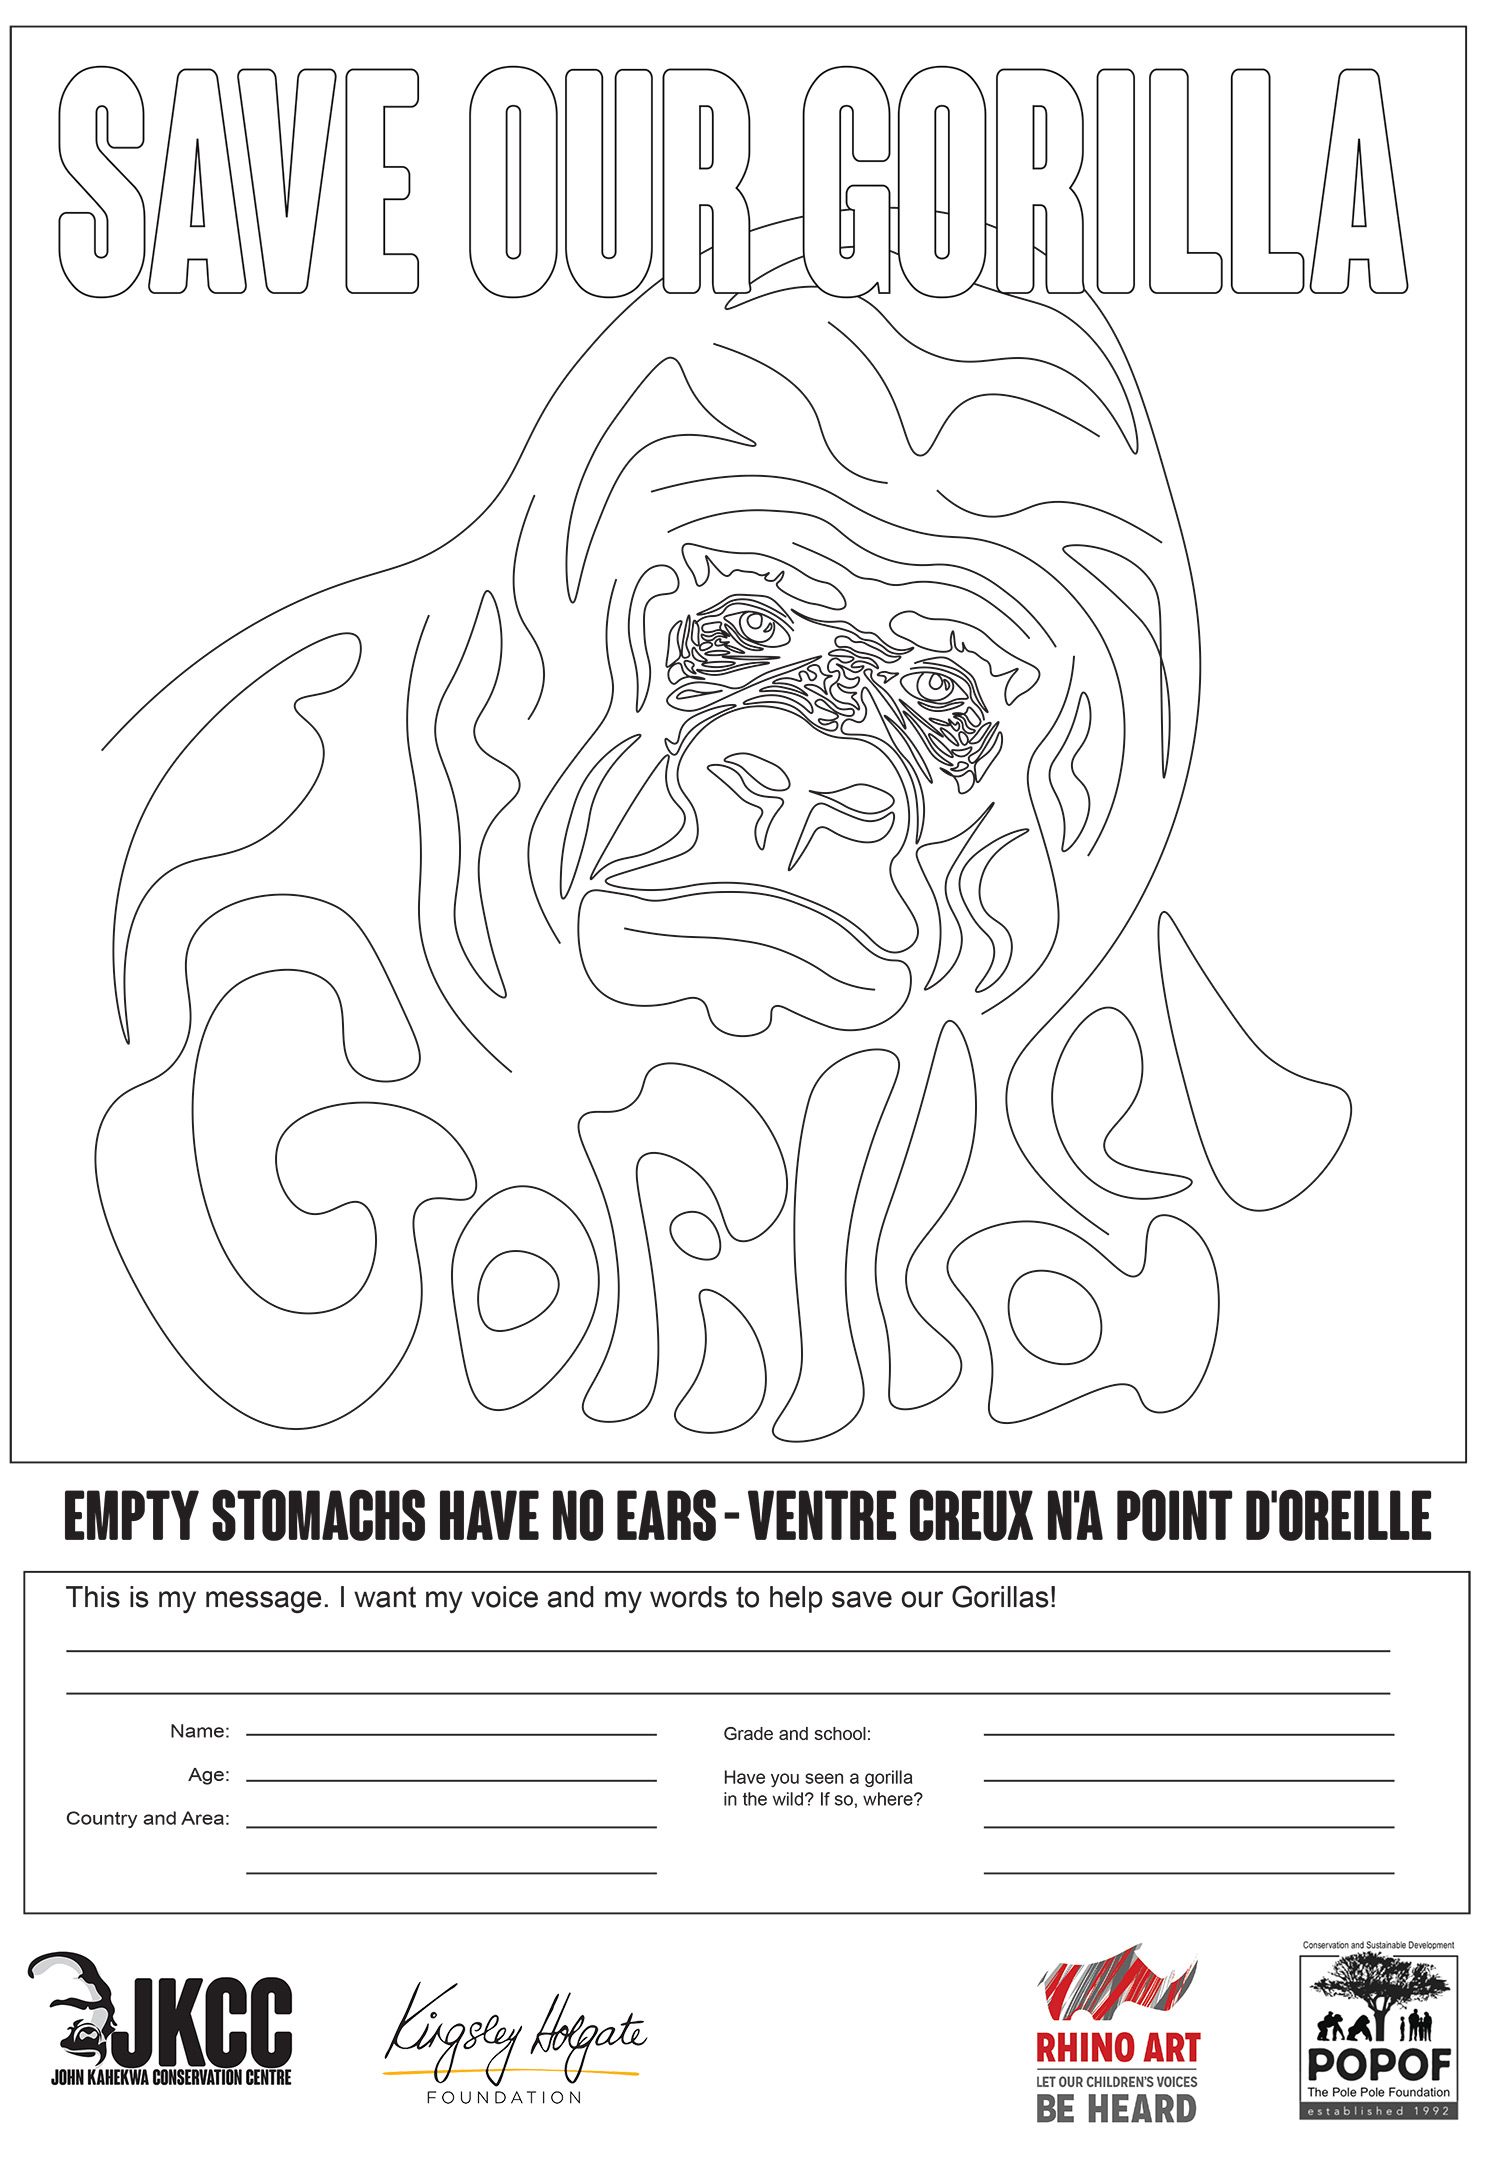 SAVE OUR GORILLA
Gorilla
EMPTY STOMACHS HAVE NO EARS - VENTRE CREUX N'A POINT D'OREILLE
This is my message. I want my voice and my words to help save our Gorillas!
Name:
Age:
Country and Area:
Grade and school:
Have you seen a gorilla
in the wild? If so, where?
JKCC
JOHN KAHEKWA CONSERVATION CENTRE
Kingsley Holgate
FOUNDATION
RHINO ART
LET OUR CHILDREN'S VOICES
BE HEARD
Conservation and Sustainable Development
POPOF
The Pole Pole Foundation
established 1992